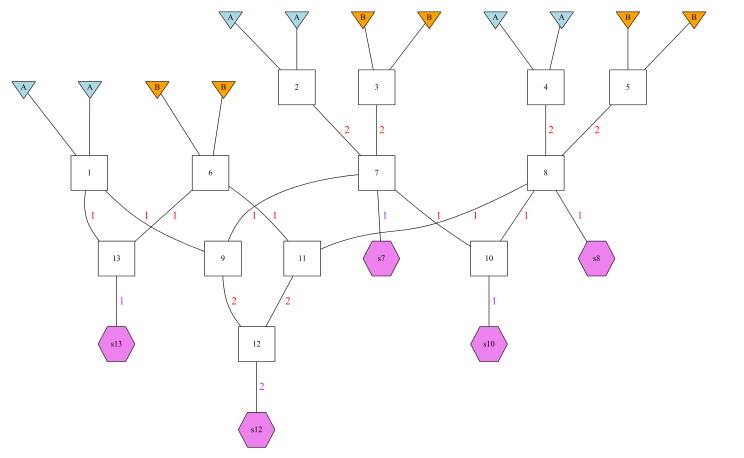 A A B B A A B B
A A B B
2 3 4 5
2 2 2 2
1 6 7 8
1 1 1 1 1 1 1 1 1 1
13 9 11 s7 10 s8
1 2 2 1
s13 12 s10
2
s12